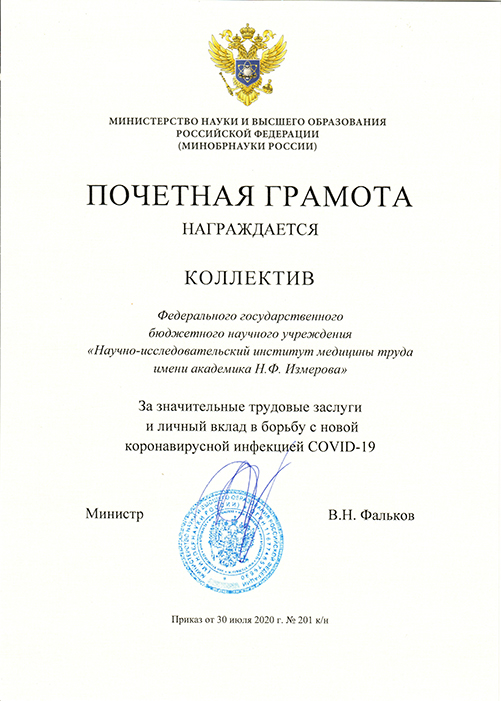 МИНИСТЕРСТВО НАУКИ И ВЫСШЕГО ОБРАЗОВАНИЯ
РОССИЙСКОЙ ФЕДЕРАЦИИ
(МИНОБРНАУКИ РОССИИ)
ПОЧЕТНАЯ ГРАМОТА
НАГРАЖДАЕТСЯ
КОЛЛЕКТИВ
Федерального государственного
бюджетного научного учреждения
«Научно-исследовательский институт медицины труда
имени академика Н.Ф. Измерова»
За значительные трудовые заслуги
и личный вклад в борьбу с новой
коронавирусной инфекцией COVID-19
Министр
В.Н. Фальков
Приказ от 30 июля 2020 г. № 201 к/н